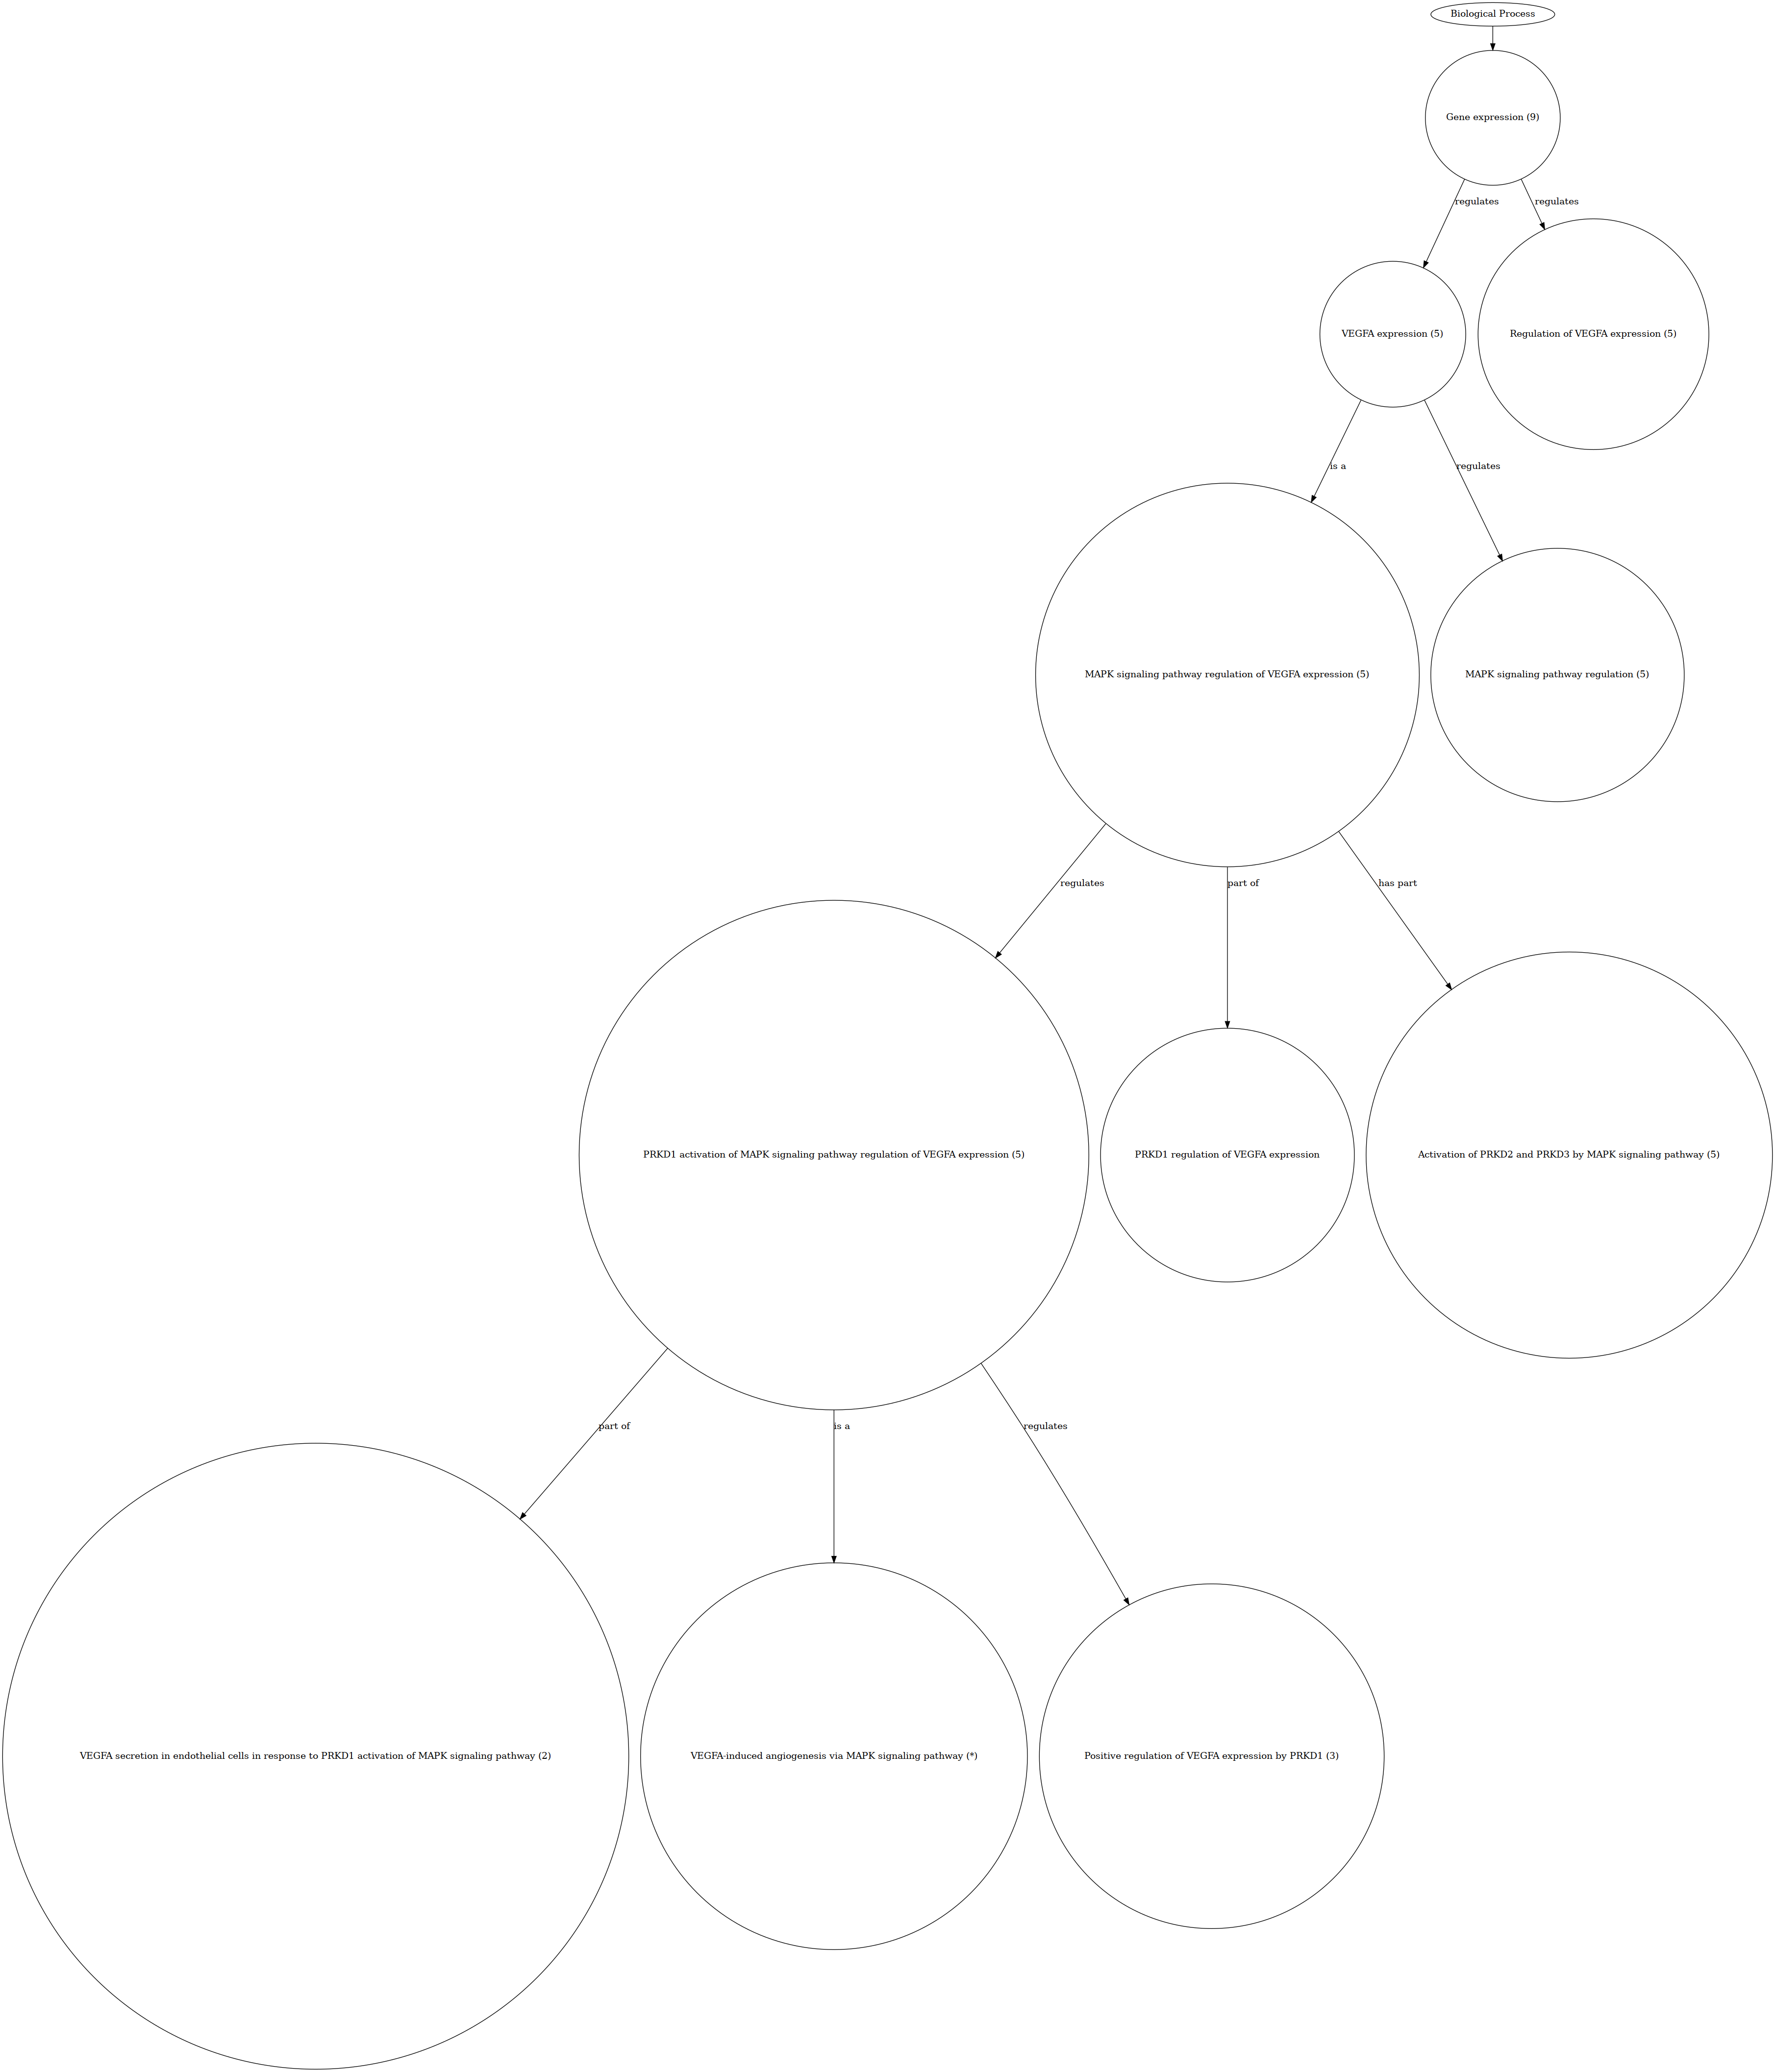 Biological Process
Gene expression (9)
regulates
regulates
VEGFA expression (5)
Regulation of VEGFA expression (5)
is a
regulates
MAPK signaling pathway regulation of VEGFA expression (5)
MAPK signaling pathway regulation (5)
regulates
part of
has part
PRKD1 activation of MAPK signaling pathway regulation of VEGFA expression (5)
PRKD1 regulation of VEGFA expression
Activation of PRKD2 and PRKD3 by MAPK signaling pathway (5)
part of
is a
regulates
VEGFA secretion in endothelial cells in response to PRKD1 activation of MAPK signaling pathway (2)
VEGFA-induced angiogenesis via MAPK signaling pathway (*)
Positive regulation of VEGFA expression by PRKD1 (3)